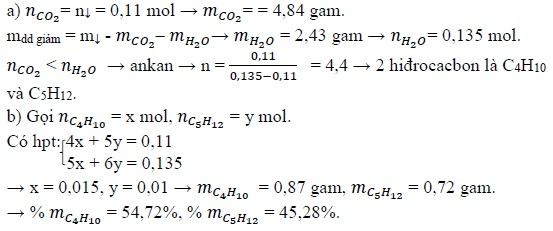 a) n_{CO_2} = n↓ = 0,11 mol → m_{CO_2} = = 4,84 gam.
m_{dd giảm} = m↓ - m_{CO_2} – m_{H_2O} → m_{H_2O} = 2,43 gam → n_{H_2O} = 0,135 mol.
n_{CO_2} < n_{H_2O} → ankan → n = \frac{0,11}{0,135−0,11} = 4,4 → 2 hiđrocacbon là C4H10
và C5H12.
b) Gọi n_{C_4H_{10}} = x mol, n_{C_5H_{12}} = y mol.
Có hpt: {4x + 5y = 0,11
5x + 6y = 0,135
→ x = 0,015, y = 0,01 → m_{C_4H_{10}} = 0,87 gam, m_{C_5H_{12}} = 0,72 gam.
→ % m_{C_4H_{10}} = 54,72%, % m_{C_5H_{12}} = 45,28%.